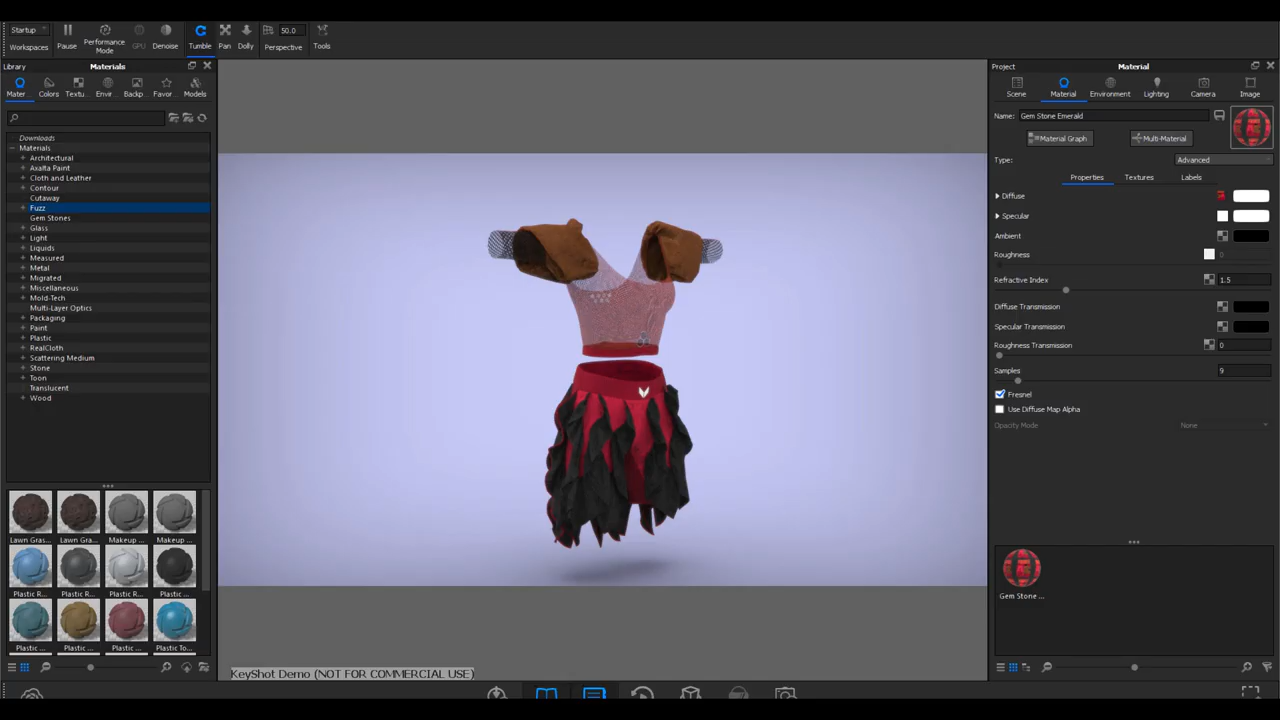 Startup
Workspaces
Pause
Performance Mode
GPU
Denoise
Tumble
Pan
Dolly
50.0
Perspective
Tools
Library
Materials
Mater...
Colors
Textu...
Envir...
Backp...
Favor...
Models
Downloads
Materials
Architectural
Axalta Paint
Cloth and Leather
Contour
Cutaway
Fuzz
Gem Stones
Glass
Light
Liquids
Measured
Metal
Migrated
Miscellaneous
Mold-Tech
Multi-Layer Optics
Packaging
Paint
Plastic
RealCloth
Scattering Medium
Stone
Toon
Translucent
Wood
Lawn Gras...
Lawn Gra...
Makeup ...
Makeup ...
Plastic R...
Plastic R...
Plastic R...
Plastic ...
Plastic ...
Plastic ...
Plastic ...
Plastic To...
KeyShot Demo (NOT FOR COMMERCIAL USE)
Project
Material
Scene
Material
Environment
Lighting
Camera
Image
Name: Gem Stone Emerald
Material Graph
Multi-Material
Type: Advanced
Properties
Textures
Labels
Diffuse
Specular
Ambient
Roughness 0
Refractive Index 1.5
Diffuse Transmission
Specular Transmission
Roughness Transmission 0
Samples 9
Fresnel
Use Diffuse Map Alpha
Opacity Mode None
Gem Stone ...